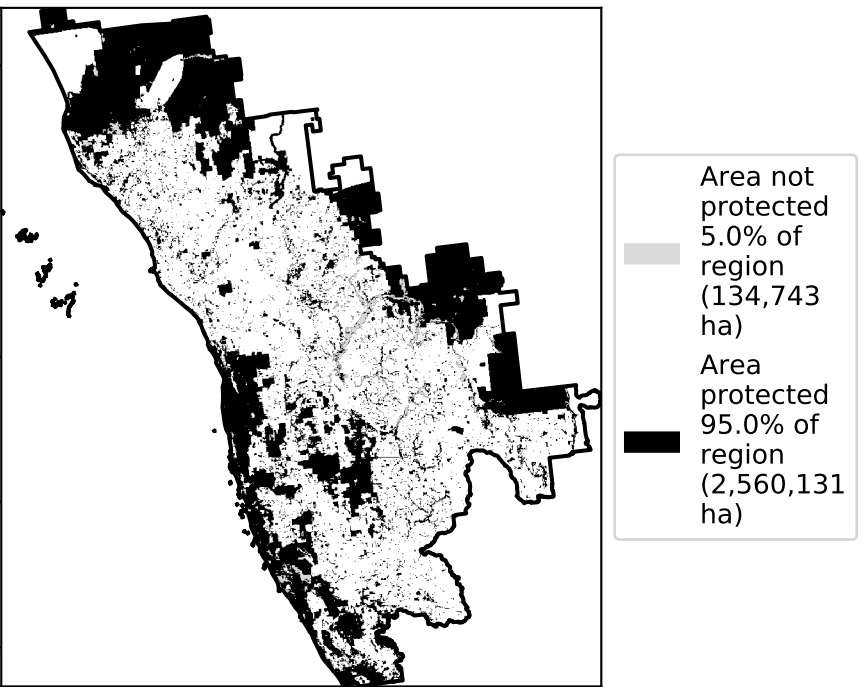 Area not
protected
5.0% of
region
(134,743
ha)
Area
protected
95.0% of
region
(2,560,131
ha)